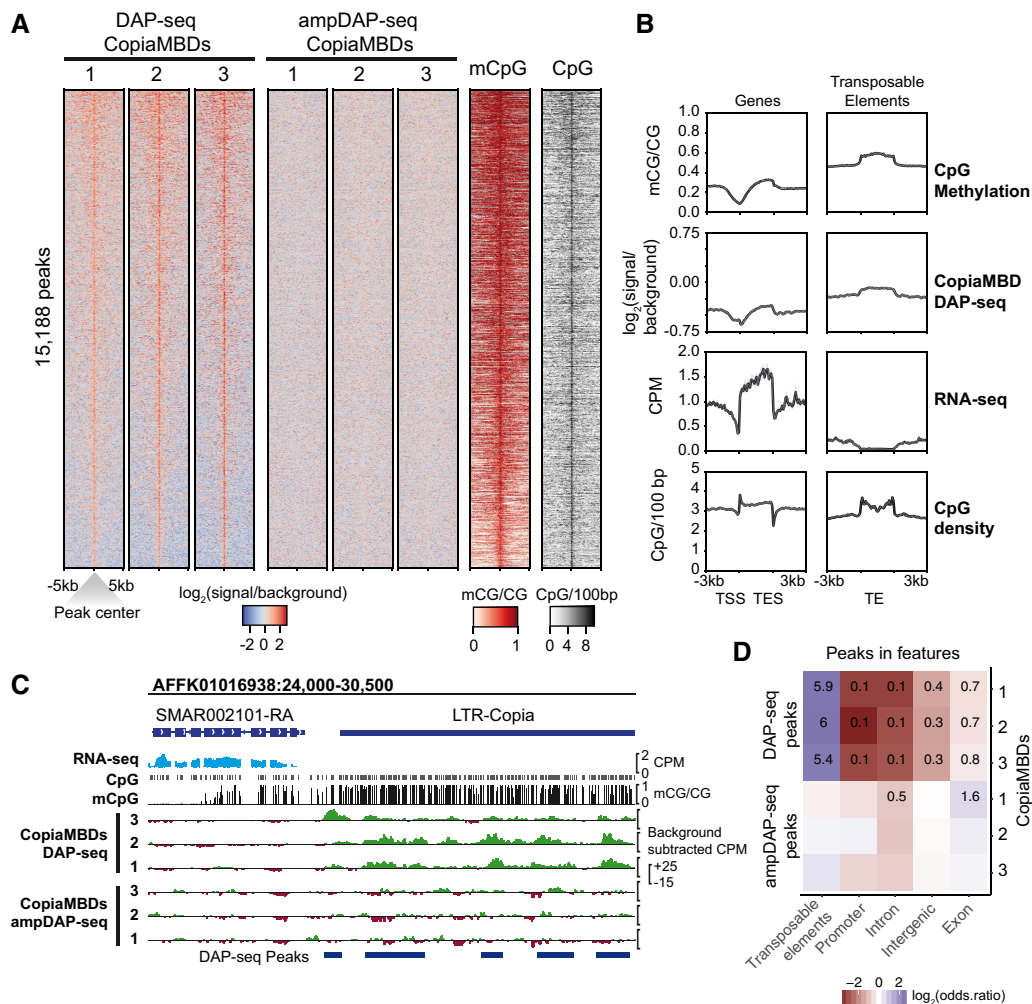 A
DAP-seq
CopiaMBDs
ampDAP-seq
CopiaMBDs
1 2 3 1 2 3 mCpG CpG
15,188 peaks
-5kb 5kb
Peak center
log2(signal/background)
-2 0 2
mCG/CG
0 1
CpG/100bp
0 4 8
B
Genes
Transposable
Elements
mCG/CG
1.0
0.8
0.6
0.4
0.2
0.0
CpG
Methylation
log2(signal/
background)
0.75
0.00
-0.75
CopiaMBD
DAP-seq
CPM
2.0
1.5
1.0
0.5
0.0
RNA-seq
CpG/100 bp
5
4
3
2
1
0
CpG
density
-3kb 3kb -3kb 3kb
TSS TES TE
C
AFFK01016938:24,000-30,500
SMAR002101-RA LTR-Copia
RNA-seq 2 CPM
0
CpG
mCpG 1 mCG/CG
0
CopiaMBDs
DAP-seq
3
2
1
Background
subtracted CPM
+25
-15
CopiaMBDs
ampDAP-seq
3
2
1
DAP-seq Peaks
D
Peaks in features
DAP-seq
peaks
5.9 0.1 0.1 0.4 0.7 1
6 0.1 0.1 0.3 0.7 2
5.4 0.1 0.1 0.3 0.8 3
ampDAP-seq
peaks
0.5 1.6 1
2
3
CopiaMBDs
Transposable
elements
Promoter
Intron
Intergenic
Exon
-2 0 2 log2(odds.ratio)